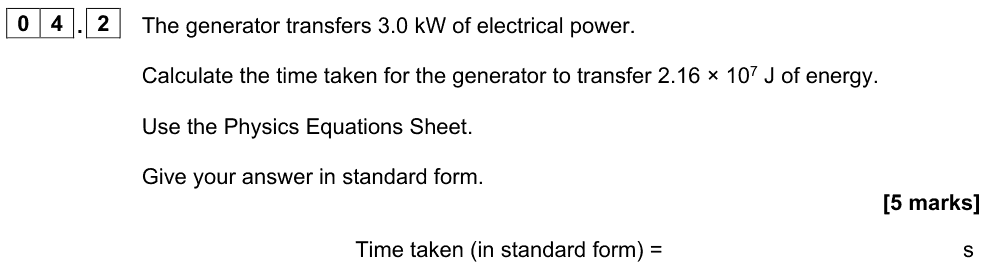 04.2 The generator transfers 3.0 kW of electrical power.
Calculate the time taken for the generator to transfer 2.16 × 10⁷ J of energy.
Use the Physics Equations Sheet.
Give your answer in standard form.
[5 marks]
Time taken (in standard form) = s